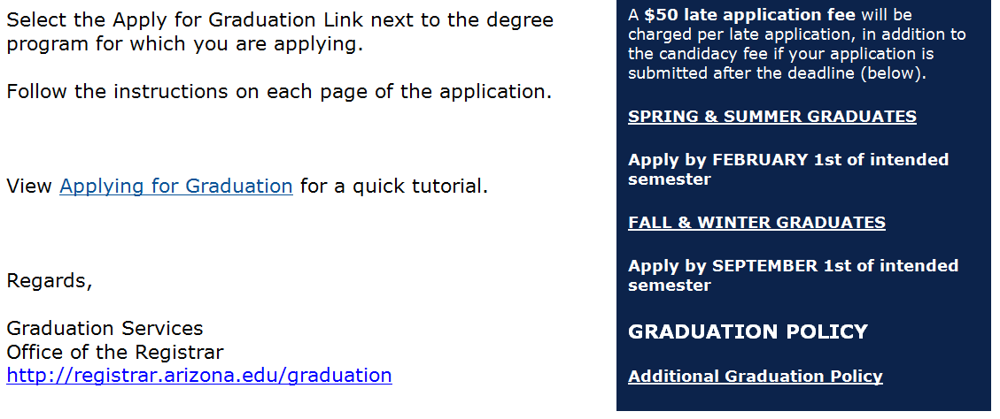 Select the Apply for Graduation Link next to the degree
program for which you are applying.
Follow the instructions on each page of the application.
View Applying for Graduation for a quick tutorial.
Regards,
Graduation Services
Office of the Registrar
http://registrar.arizona.edu/graduation
A $50 late application fee will be
charged per late application, in addition to
the candidacy fee if your application is
submitted after the deadline (below).
SPRING & SUMMER GRADUATES
Apply by FEBRUARY 1st of intended
semester
FALL & WINTER GRADUATES
Apply by SEPTEMBER 1st of intended
semester
GRADUATION POLICY
Additional Graduation Policy